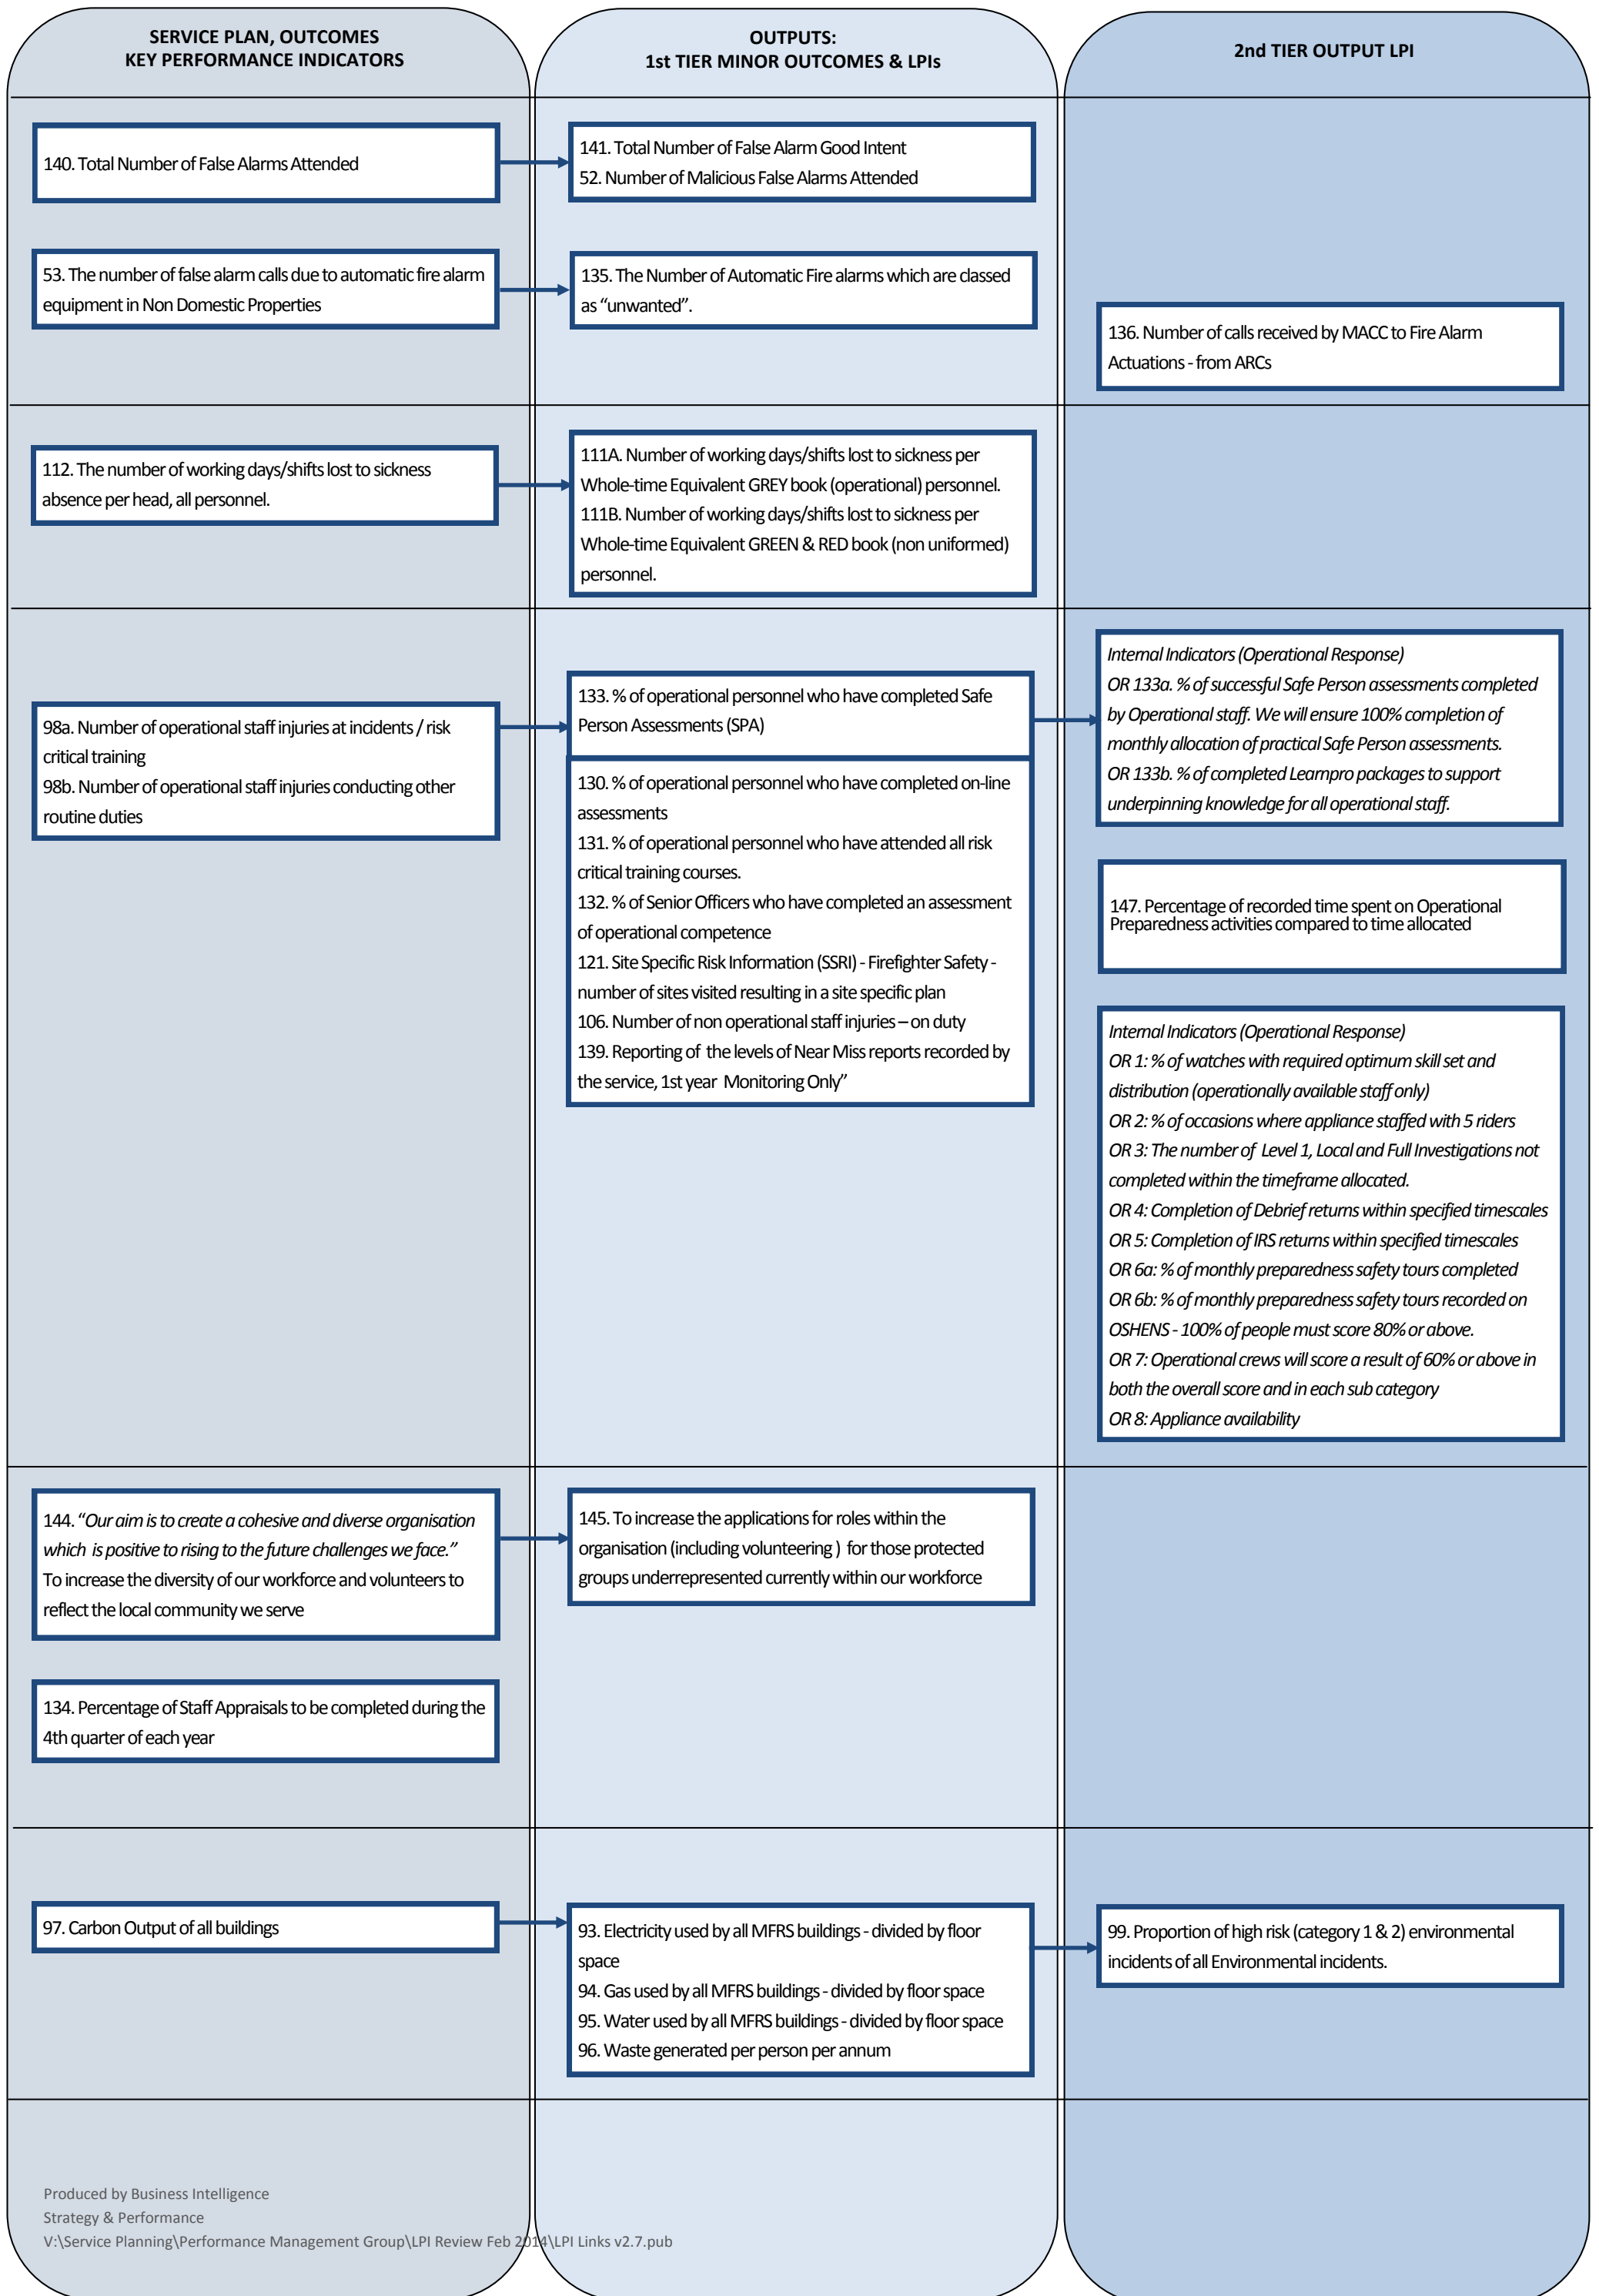 SERVICE PLAN, OUTCOMES
KEY PERFORMANCE INDICATORS
OUTPUTS:
1st TIER MINOR OUTCOMES & LPIs
2nd TIER OUTPUT LPI
140. Total Number of False Alarms Attended
141. Total Number of False Alarm Good Intent
52. Number of Malicious False Alarms Attended
53. The number of false alarm calls due to automatic fire alarm
equipment in Non Domestic Properties
135. The Number of Automatic Fire alarms which are classed
as “unwanted”.
136. Number of calls received by MACC to Fire Alarm
Actuations - from ARCs
112. The number of working days/shifts lost to sickness
absence per head, all personnel.
111A. Number of working days/shifts lost to sickness per
Whole-time Equivalent GREY book (operational) personnel.
111B. Number of working days/shifts lost to sickness per
Whole-time Equivalent GREEN & RED book (non uniformed)
personnel.
98a. Number of operational staff injuries at incidents / risk
critical training
98b. Number of operational staff injuries conducting other
routine duties
133. % of operational personnel who have completed Safe
Person Assessments (SPA)
130. % of operational personnel who have completed on-line
assessments
131. % of operational personnel who have attended all risk
critical training courses.
132. % of Senior Officers who have completed an assessment
of operational competence
121. Site Specific Risk Information (SSRI) - Firefighter Safety -
number of sites visited resulting in a site specific plan
106. Number of non operational staff injuries – on duty
139. Reporting of the levels of Near Miss reports recorded by
the service, 1st year Monitoring Only”
Internal Indicators (Operational Response)
OR 133a. % of successful Safe Person assessments completed
by Operational staff. We will ensure 100% completion of
monthly allocation of practical Safe Person assessments.
OR 133b. % of completed Learnpro packages to support
underpinning knowledge for all operational staff.
147. Percentage of recorded time spent on Operational
Preparedness activities compared to time allocated
Internal Indicators (Operational Response)
OR 1: % of watches with required optimum skill set and
distribution (operationally available staff only)
OR 2: % of occasions where appliance staffed with 5 riders
OR 3: The number of Level 1, Local and Full Investigations not
completed within the timeframe allocated.
OR 4: Completion of Debrief returns within specified timescales
OR 5: Completion of IRS returns within specified timescales
OR 6a: % of monthly preparedness safety tours completed
OR 6b: % of monthly preparedness safety tours recorded on
OSHENS - 100% of people must score 80% or above.
OR 7: Operational crews will score a result of 60% or above in
both the overall score and in each sub category
OR 8: Appliance availability
144. “Our aim is to create a cohesive and diverse organisation
which is positive to rising to the future challenges we face.”
To increase the diversity of our workforce and volunteers to
reflect the local community we serve
145. To increase the applications for roles within the
organisation (including volunteering ) for those protected
groups underrepresented currently within our workforce
134. Percentage of Staff Appraisals to be completed during the
4th quarter of each year
97. Carbon Output of all buildings
93. Electricity used by all MFRS buildings - divided by floor
space
94. Gas used by all MFRS buildings - divided by floor space
95. Water used by all MFRS buildings - divided by floor space
96. Waste generated per person per annum
99. Proportion of high risk (category 1 & 2) environmental
incidents of all Environmental incidents.
Produced by Business Intelligence
Strategy & Performance
V:\Service Planning\Performance Management Group\LPI Review Feb 2014\LPI Links v2.7.pub